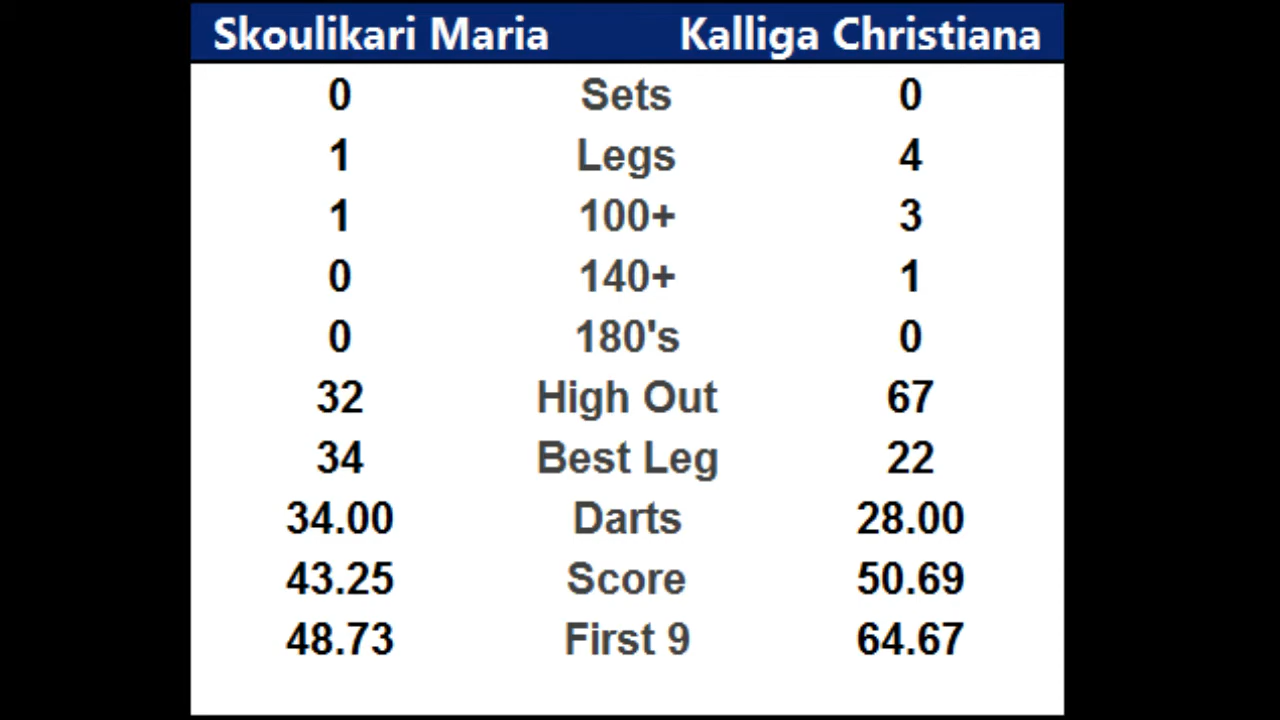 Skoulikari Maria Kalliga Christiana
0 Sets 0
1 Legs 4
1 100+ 3
0 140+ 1
0 180's 0
32 High Out 67
34 Best Leg 22
34.00 Darts 28.00
43.25 Score 50.69
48.73 First 9 64.67